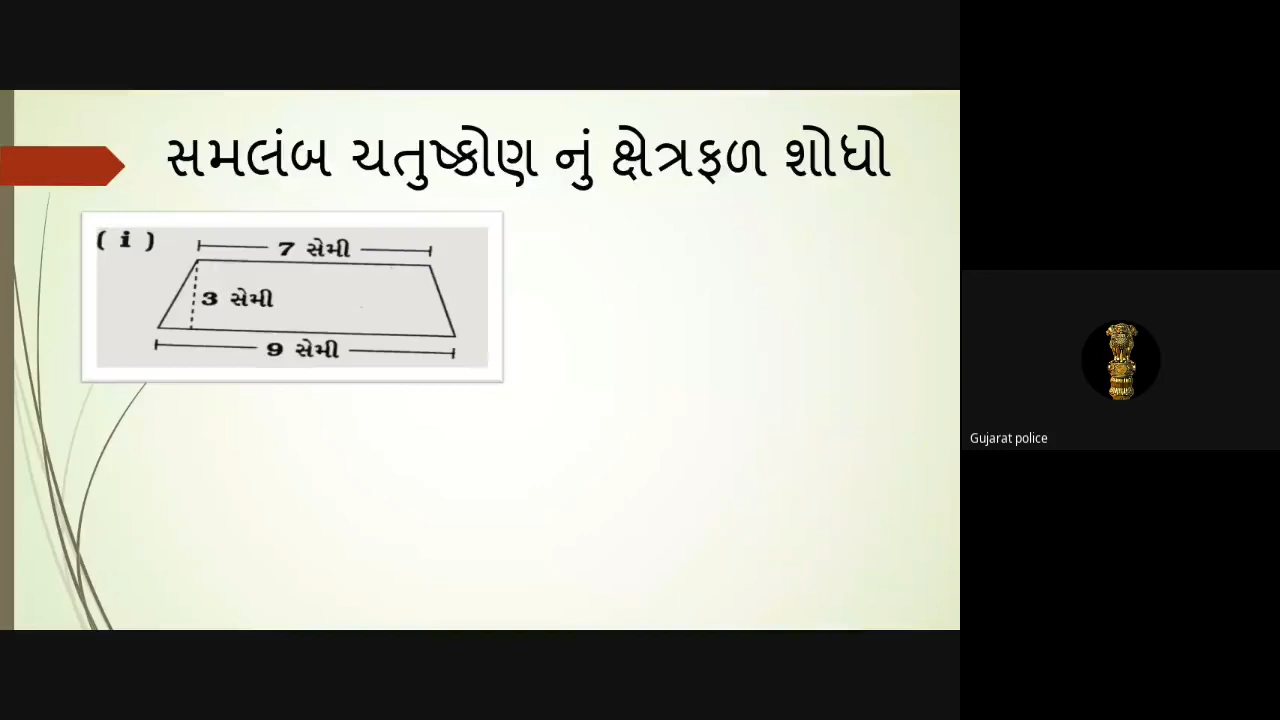 સમલંબ ચતુષ્કોણ નું ક્ષેત્રફળ શોધો
( i )
7 સેમી
3 સેમી
9 સેમી
Gujarat police